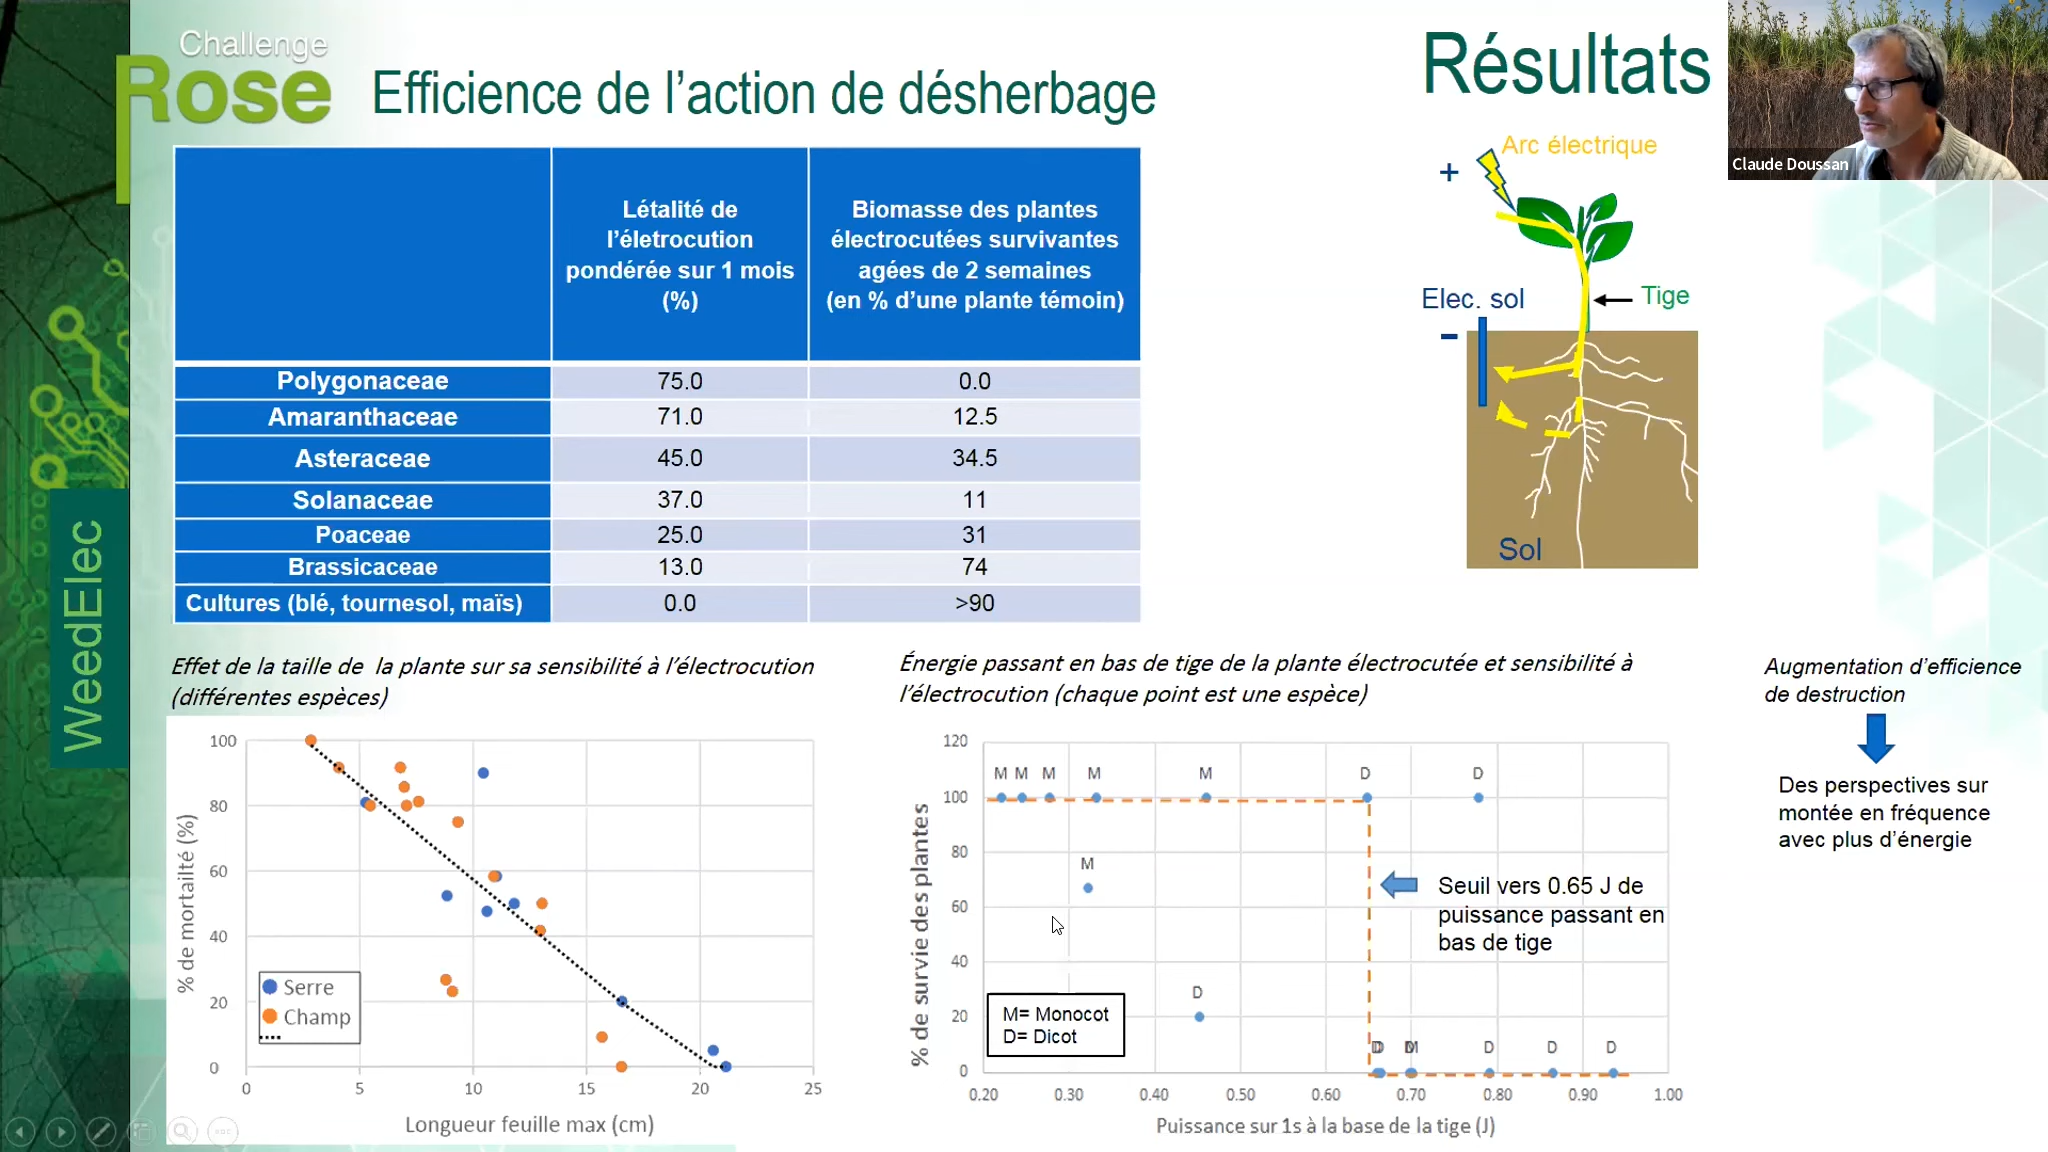 Challenge
Rose
Efficience de l’action de désherbage
Résultats
Claude Doussan
WeedElec
Létalité de
l’életrocution
pondérée sur 1 mois
(%)
Biomasse des plantes
électrocutées survivantes
agées de 2 semaines
(en % d’une plante témoin)
Polygonaceae 75.0 0.0
Amaranthaceae 71.0 12.5
Asteraceae 45.0 34.5
Solanaceae 37.0 11
Poaceae 25.0 31
Brassicaceae 13.0 74
Cultures (blé, tournesol, maïs) 0.0 >90
Arc électrique
+
Elec. sol
-
Tige
Sol
Effet de la taille de la plante sur sa sensibilité à l’électrocution
(différentes espèces)
% de mortailté (%)
100
80
60
40
20
0
Serre
Champ
0 5 10 15 20 25
Longueur feuille max (cm)
Énergie passant en bas de tige de la plante électrocutée et sensibilité à
l’électrocution (chaque point est une espèce)
% de survie des plantes
120
100
80
60
40
20
0
M M M M M D D
M
D
D D M D D D
M= Monocot
D= Dicot
Seuil vers 0.65 J de
puissance passant en
bas de tige
0.20 0.30 0.40 0.50 0.60 0.70 0.80 0.90 1.00
Puissance sur 1s à la base de la tige (J)
Augmentation d’efficience
de destruction
Des perspectives sur
montée en fréquence
avec plus d’énergie